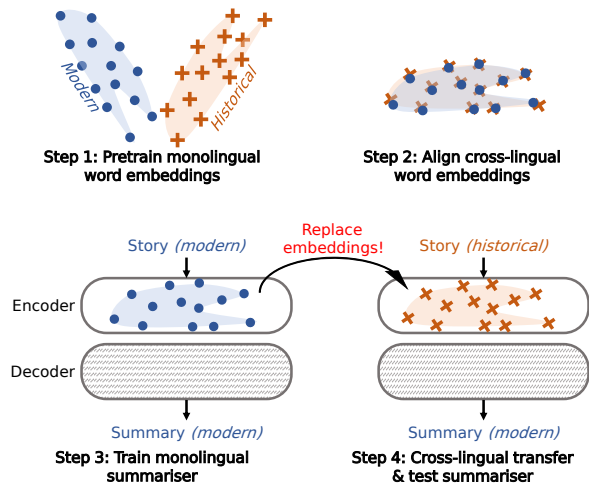 Modern
Historical
Step 1: Pretrain monolingual
word embeddings
Step 2: Align cross-lingual
word embeddings
Replace
embeddings!
Story (modern)
Story (historical)
Encoder
Decoder
Summary (modern)
Summary (modern)
Step 3: Train monolingual
summariser
Step 4: Cross-lingual transfer
& test summariser